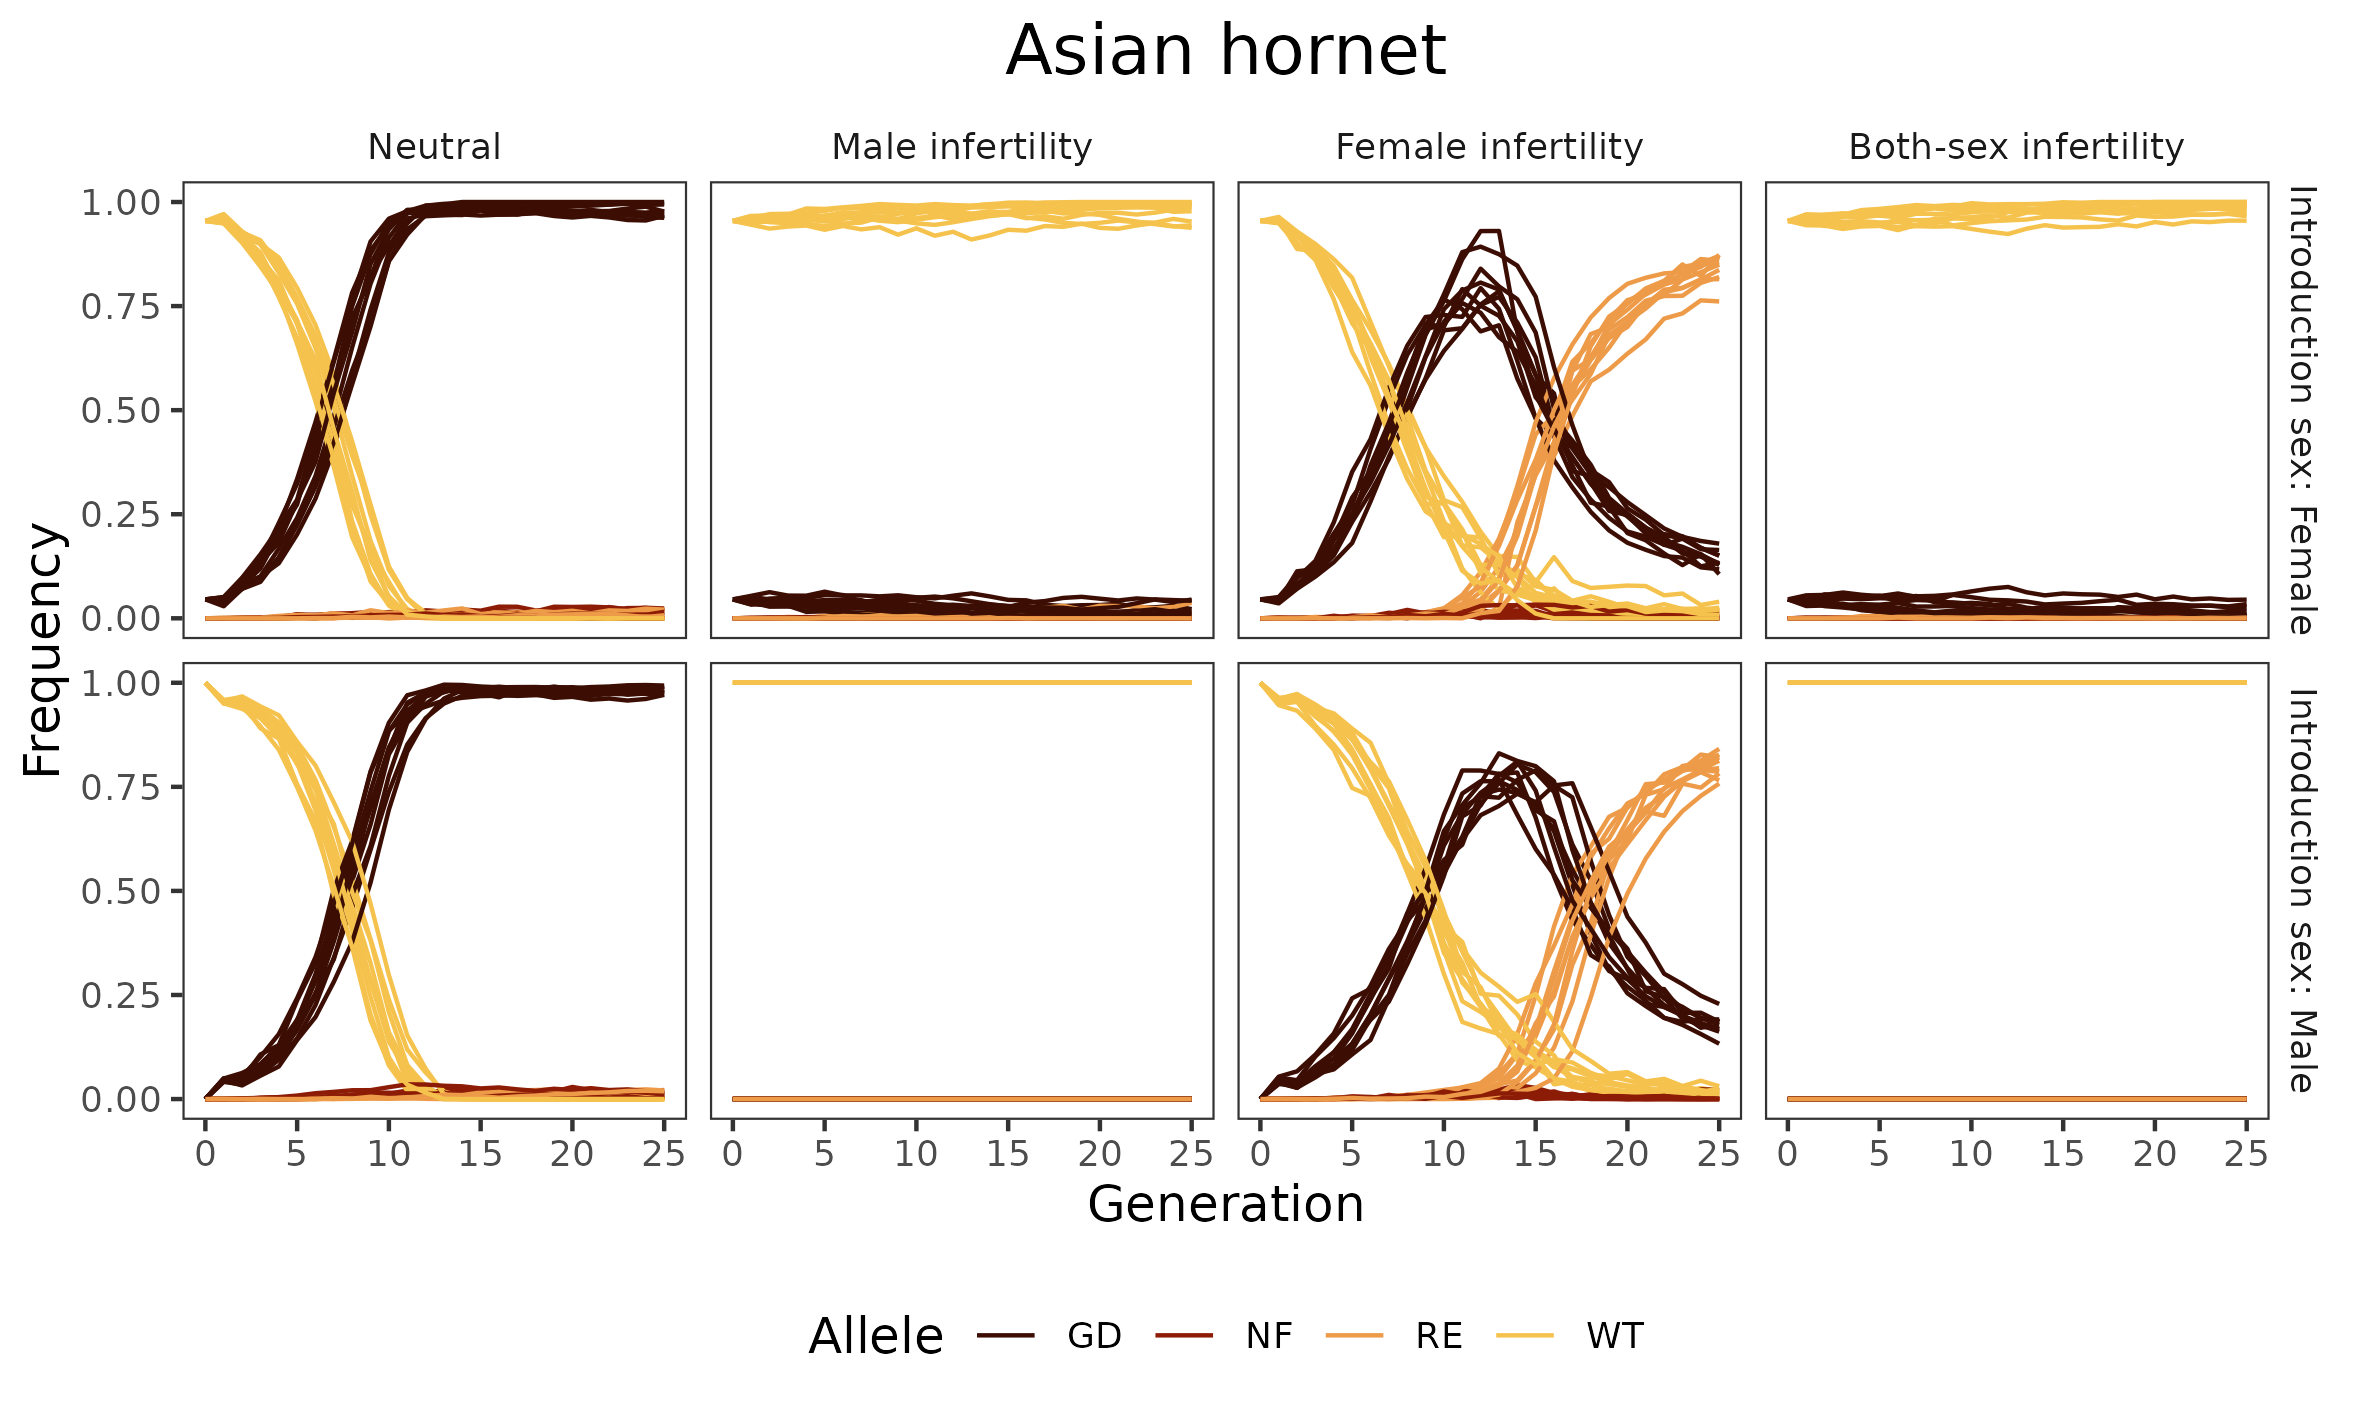 Asian hornet
Neutral
Male infertility
Female infertility
Both-sex infertility
Frequency
1.00
0.75
0.50
0.25
0.00
Introduction sex: Female
1.00
0.75
0.50
0.25
0.00
Introduction sex: Male
0 5 10 15 20 25
0 5 10 15 20 25
0 5 10 15 20 25
0 5 10 15 20 25
Generation
Allele GD NF RE WT